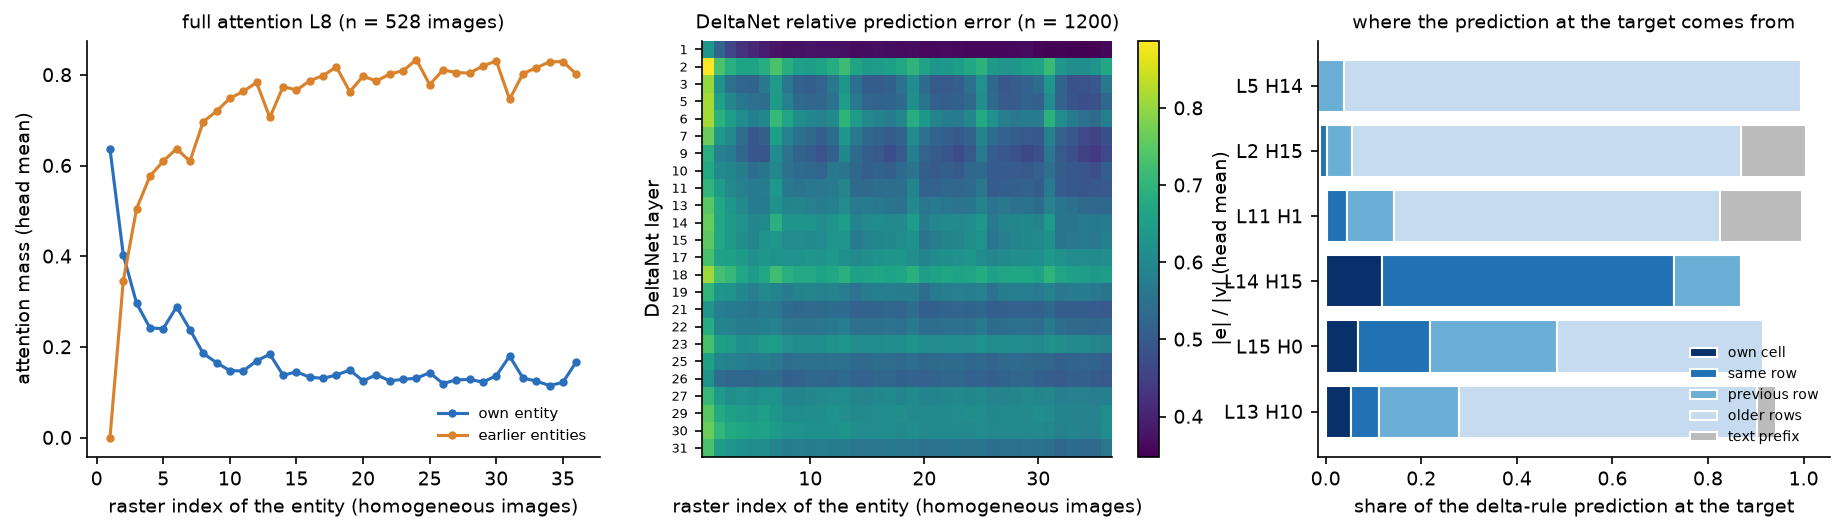 full attention L8 (n = 528 images)
attention mass (head mean)
0.8
0.6
0.4
0.2
0.0
own entity
earlier entities
0 5 10 15 20 25 30 35
raster index of the entity (homogeneous images)
DeltaNet relative prediction error (n = 1200)
DeltaNet layer
1
2
3
5
6
7
9
10
11
13
14
15
17
18
19
21
22
23
25
26
27
29
30
31
10 20 30
raster index of the entity (homogeneous images)
0.8
0.7
0.6
0.5
0.4
|e| / |v| (head mean)
where the prediction at the target comes from
L5 H14
L2 H15
L11 H1
L14 H15
L15 H0
L13 H10
own cell
same row
previous row
older rows
text prefix
0.0 0.2 0.4 0.6 0.8 1.0
share of the delta-rule prediction at the target